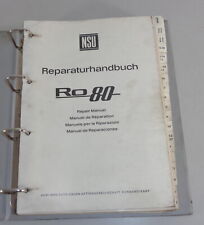 NSU
Reparaturhandbuch
Ro 80
Repair Manual
Manuel de Réparation
Manuale per la Riparazione
Manual de Reparaciones